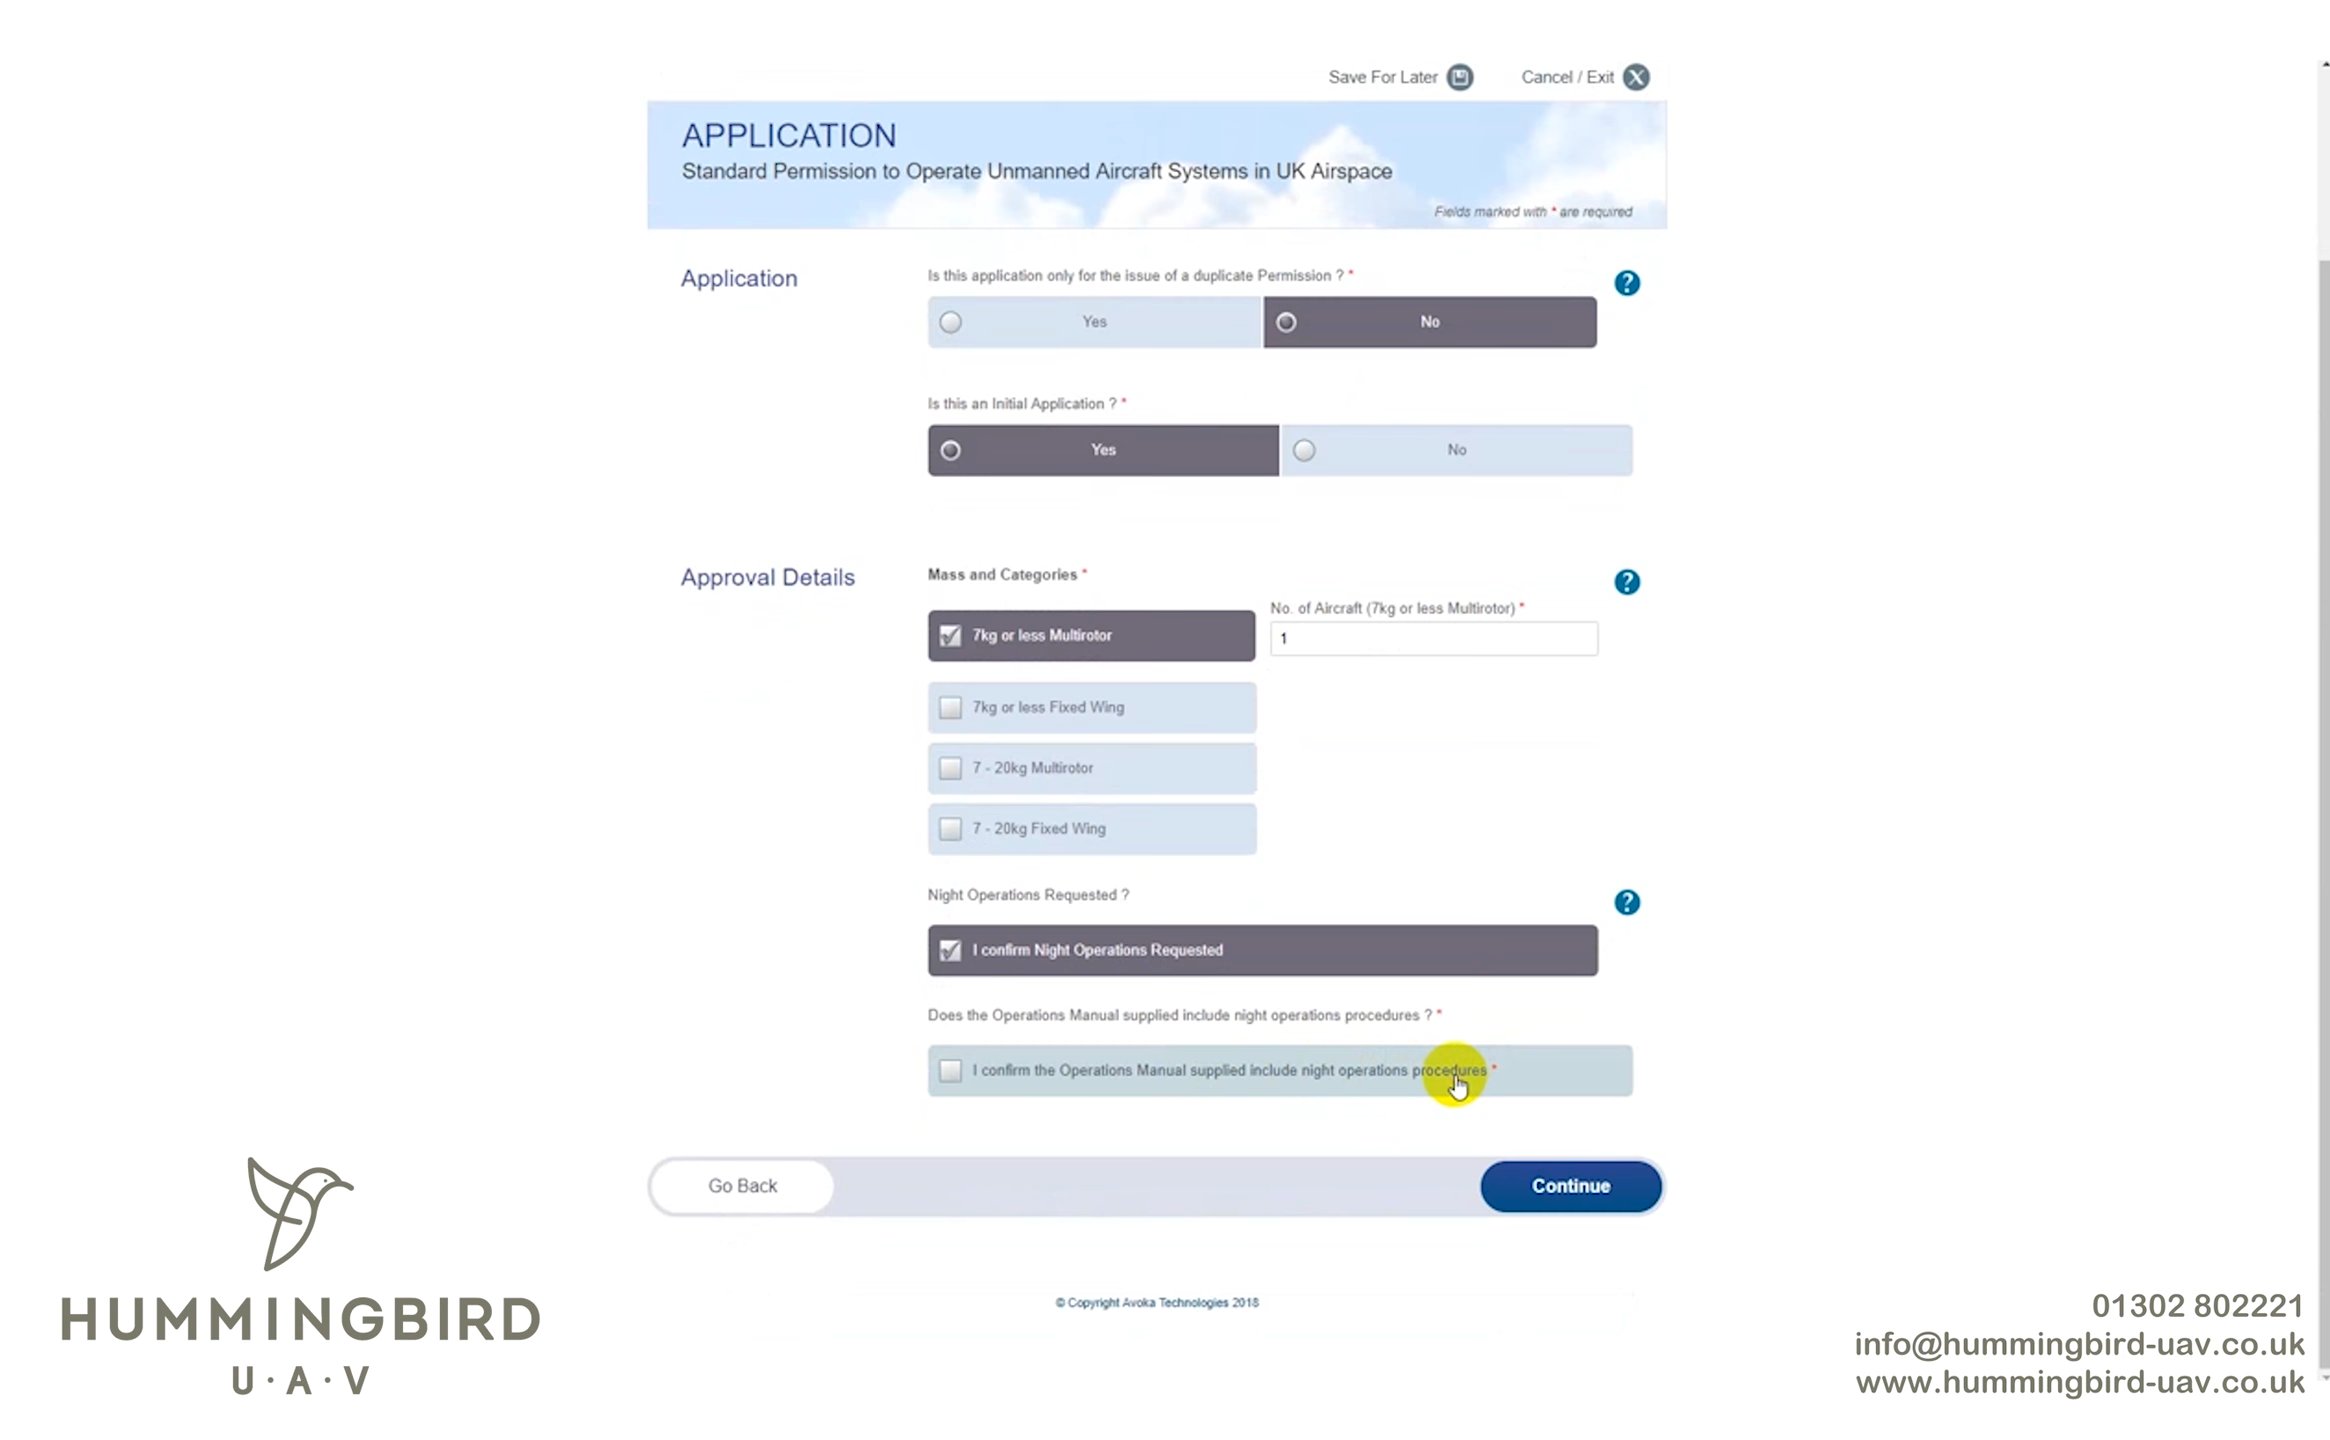 Save For Later
Cancel / Exit X
APPLICATION
Standard Permission to Operate Unmanned Aircraft Systems in UK Airspace
Fields marked with * are required
Application
Is this application only for the issue of a duplicate Permission ? *
?
Yes
No
Is this an Initial Application ? *
Yes
No
Approval Details
Mass and Categories *
?
No. of Aircraft (7kg or less Multirotor) *
7kg or less Multirotor
1
7kg or less Fixed Wing
7 - 20kg Multirotor
7 - 20kg Fixed Wing
Night Operations Requested ?
?
I confirm Night Operations Requested
Does the Operations Manual supplied include night operations procedures ? *
I confirm the Operations Manual supplied include night operations procedures *
Go Back
Continue
© Copyright Avoka Technologies 2018
HUMMINGBIRD
U·A·V
01302 802221
info@hummingbird-uav.co.uk
www.hummingbird-uav.co.uk